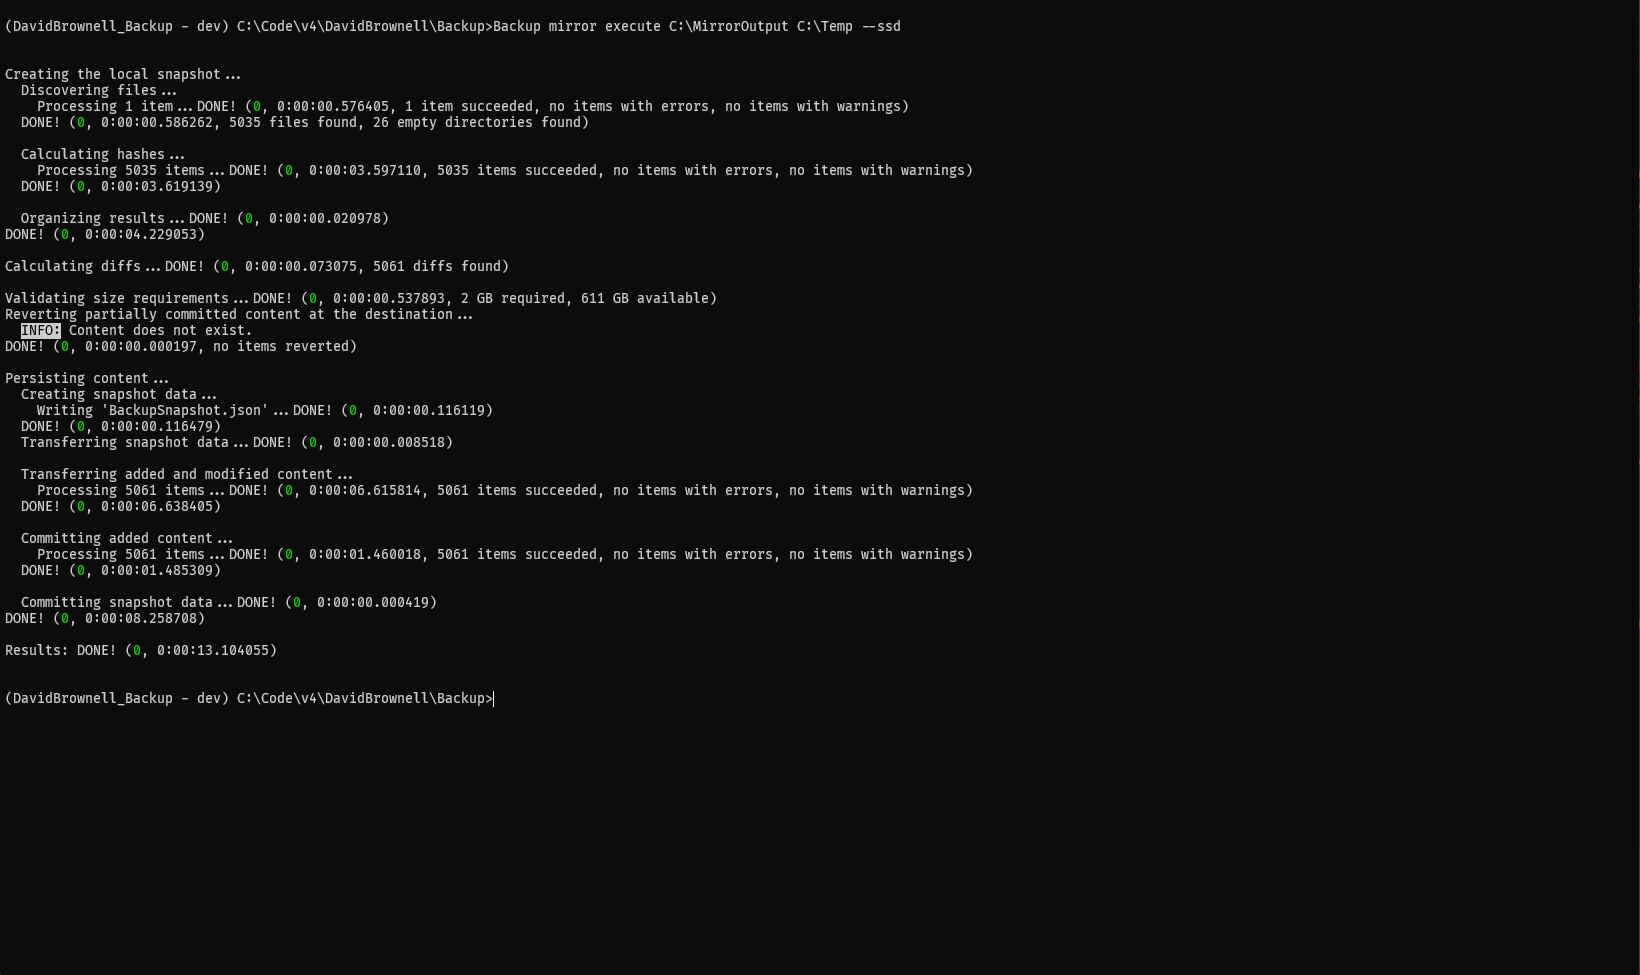 (DavidBrownell_Backup - dev) C:\Code\v4\DavidBrownell\Backup>Backup mirror execute C:\MirrorOutput C:\Temp --ssd
Creating the local snapshot...
Discovering files...
Processing 1 item...DONE! (0, 0:00:00.576405, 1 item succeeded, no items with errors, no items with warnings)
DONE! (0, 0:00:00.586262, 5035 files found, 26 empty directories found)
Calculating hashes...
Processing 5035 items...DONE! (0, 0:00:03.597110, 5035 items succeeded, no items with errors, no items with warnings)
DONE! (0, 0:00:03.619139)
Organizing results...DONE! (0, 0:00:00.020978)
DONE! (0, 0:00:04.229053)
Calculating diffs...DONE! (0, 0:00:00.073075, 5061 diffs found)
Validating size requirements...DONE! (0, 0:00:00.537893, 2 GB required, 611 GB available)
Reverting partially committed content at the destination...
INFO: Content does not exist.
DONE! (0, 0:00:00.000197, no items reverted)
Persisting content...
Creating snapshot data...
Writing 'BackupSnapshot.json'...DONE! (0, 0:00:00.116119)
DONE! (0, 0:00:00.116479)
Transferring snapshot data...DONE! (0, 0:00:00.008518)
Transferring added and modified content...
Processing 5061 items...DONE! (0, 0:00:06.615814, 5061 items succeeded, no items with errors, no items with warnings)
DONE! (0, 0:00:06.638405)
Committing added content...
Processing 5061 items...DONE! (0, 0:00:01.460018, 5061 items succeeded, no items with errors, no items with warnings)
DONE! (0, 0:00:01.485309)
Committing snapshot data...DONE! (0, 0:00:00.000419)
DONE! (0, 0:00:08.258708)
Results: DONE! (0, 0:00:13.104055)
(DavidBrownell_Backup - dev) C:\Code\v4\DavidBrownell\Backup>